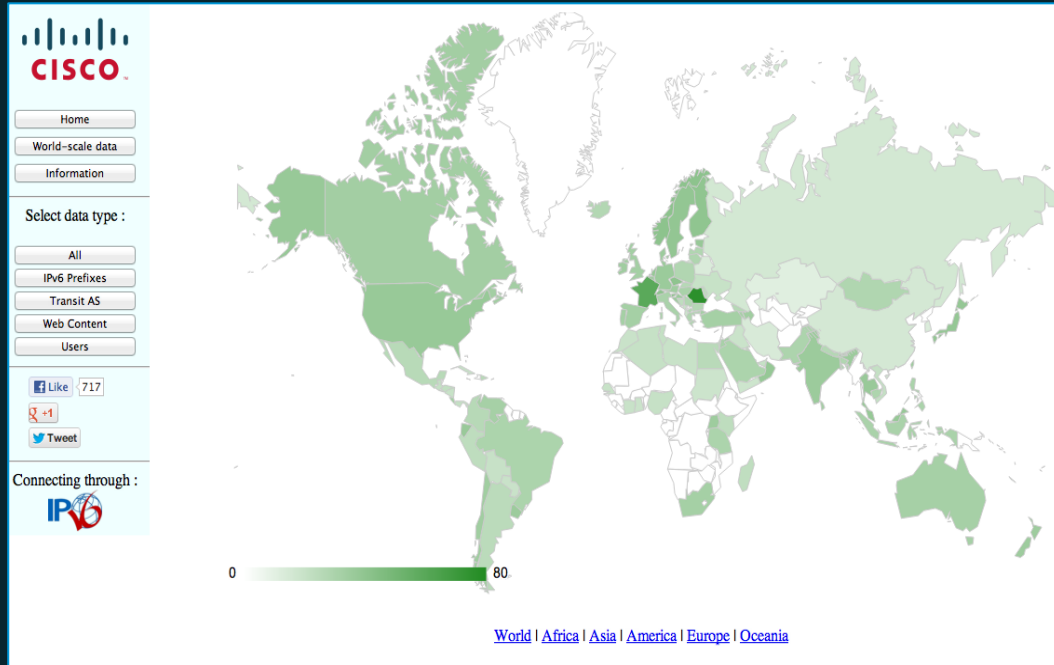 CISCO
Home
World-scale data
Information
Select data type :
All
IPv6 Prefixes
Transit AS
Web Content
Users
Like 717
g +1
Tweet
Connecting through :
IPv6
0 80
World | Africa | Asia | America | Europe | Oceania